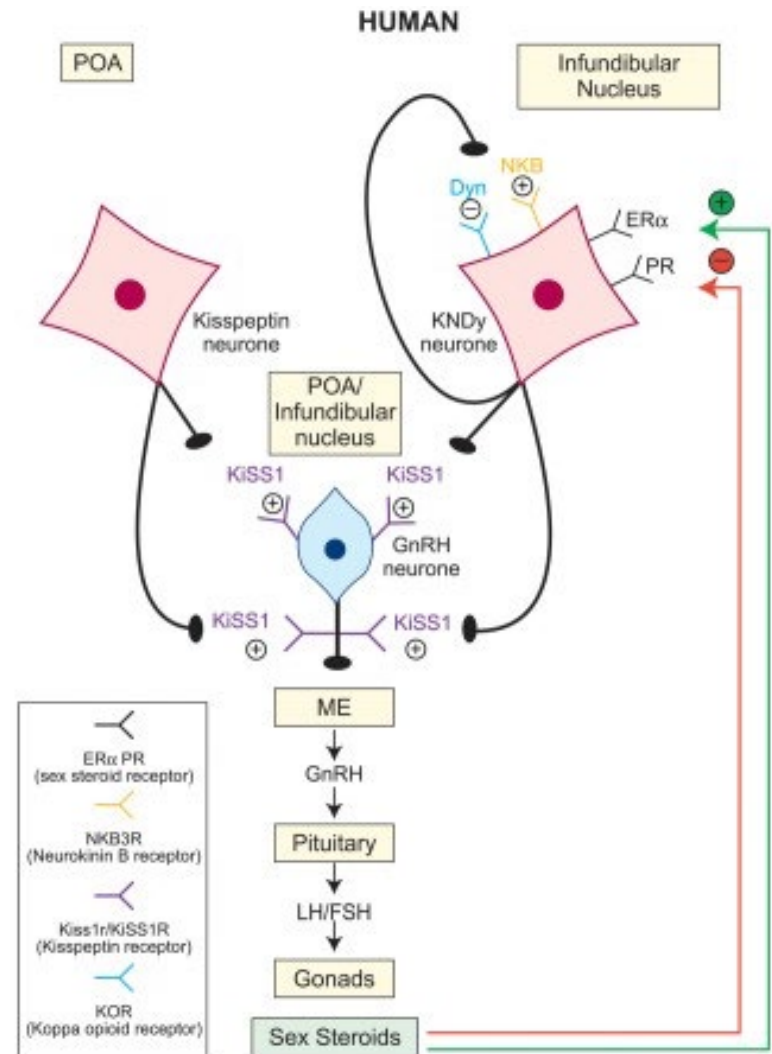 HUMAN
POA
Infundibular
Nucleus
NKB
+
Dyn
−
ERα
+
PR
−
Kisspeptin
neurone
KNDy
neurone
POA/
Infundibular
nucleus
KiSS1
KiSS1
+
+
GnRH
neurone
KiSS1
KiSS1
+
+
ME
GnRH
Pituitary
LH/FSH
Gonads
Sex Steroids
ERα PR
(sex steroid receptor)
NKB3R
(Neurokinin B receptor)
Kiss1r/KiSS1R
(Kisspeptin receptor)
KOR
(Koppa opioid receptor)